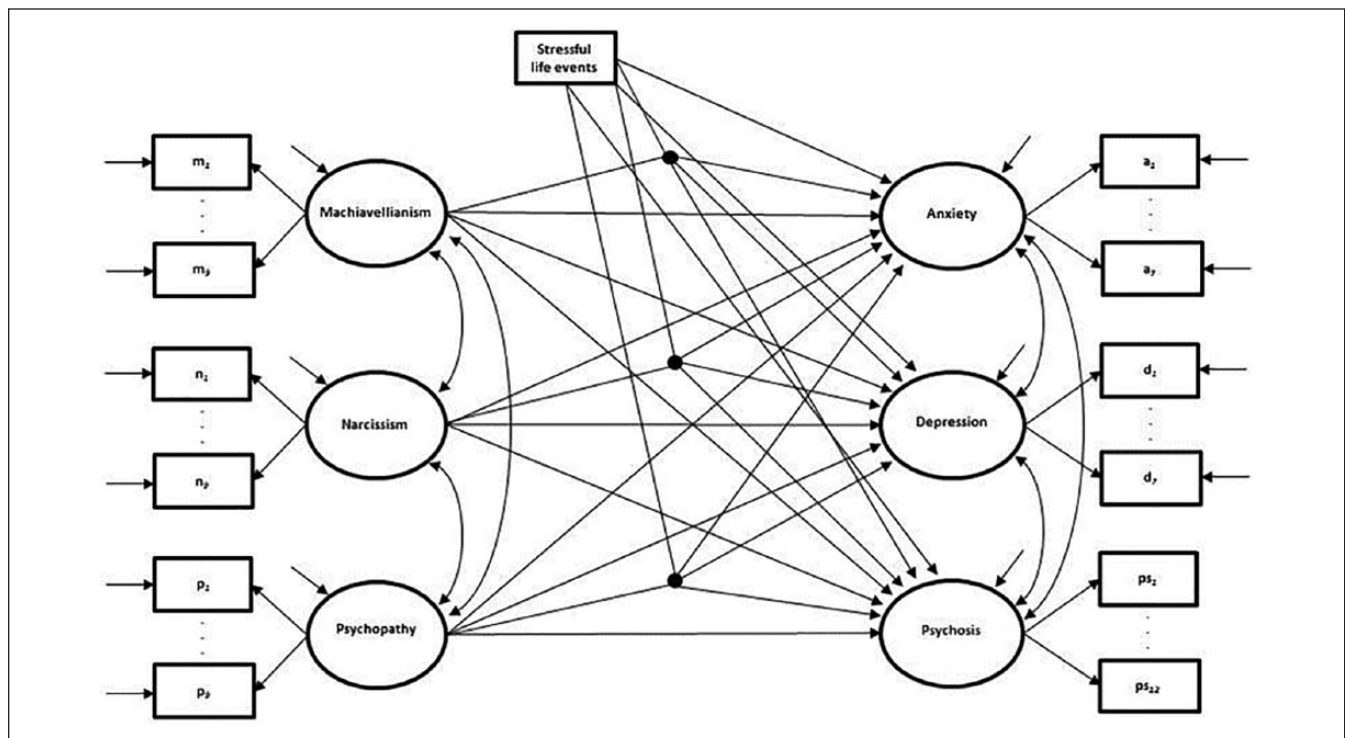 Stressful
life events
m₁
m₉
Machiavellianism
Anxiety
a₁
a₇
n₁
n₉
Narcissism
Depression
d₁
d₇
p₁
p₉
Psychopathy
Psychosis
ps₁
ps₁₂